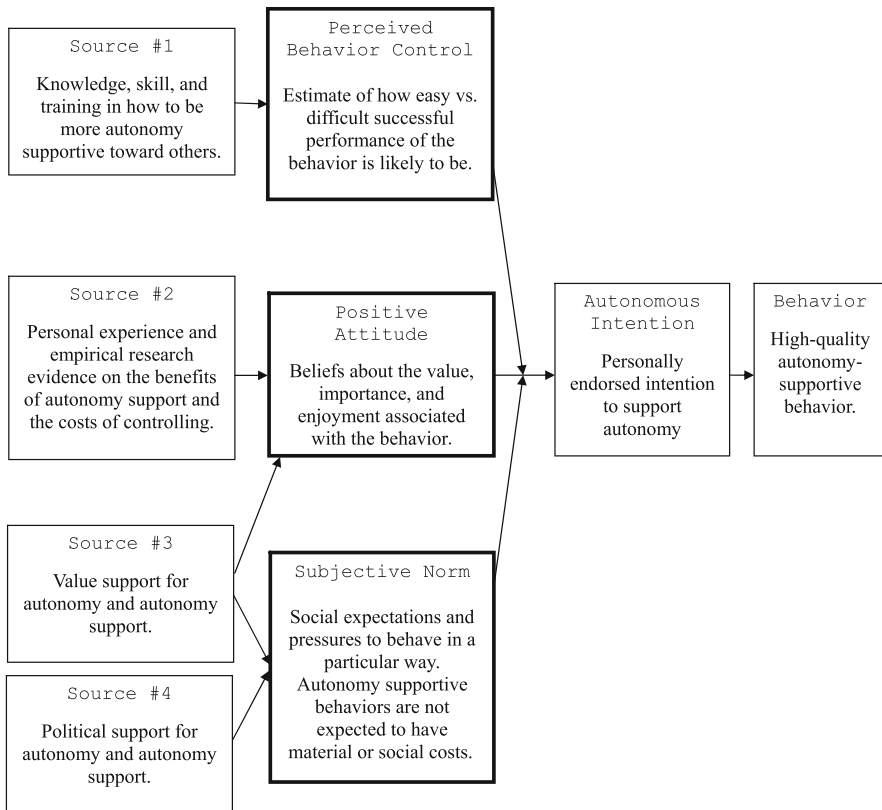 Source #1
Knowledge, skill, and
training in how to be
more autonomy
supportive toward others.
Perceived
Behavior Control
Estimate of how easy vs.
difficult successful
performance of the
behavior is likely to be.
Source #2
Personal experience and
empirical research
evidence on the benefits
of autonomy support and
the costs of controlling.
Positive
Attitude
Beliefs about the value,
importance, and
enjoyment associated
with the behavior.
Autonomous
Intention
Personally
endorsed intention
to support
autonomy
Behavior
High-quality
autonomy-
supportive
behavior.
Source #3
Value support for
autonomy and autonomy
support.
Subjective Norm
Social expectations and
pressures to behave in a
particular way.
Autonomy supportive
behaviors are not
expected to have
material or social costs.
Source #4
Political support for
autonomy and autonomy
support.